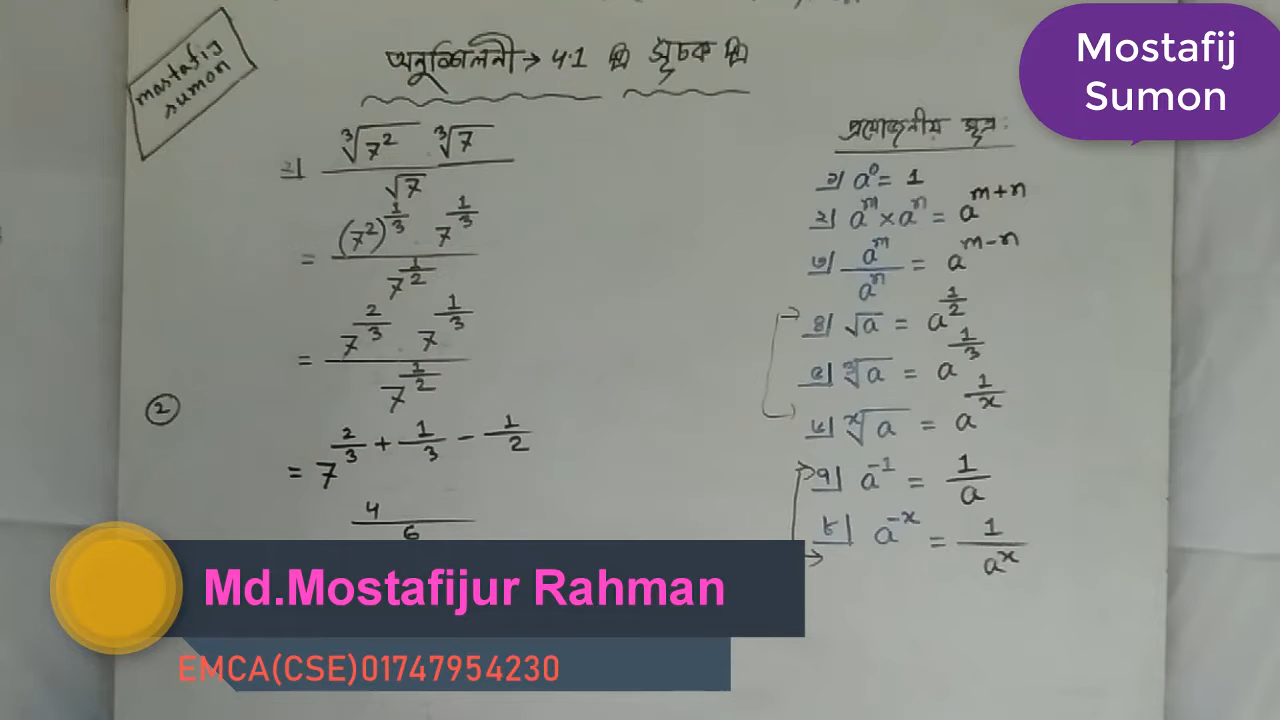 mostafij
sumon
অনুশিলনী → 4.1 সূচক
Mostafij
Sumon
২| ∛7² ∛7
√7
= (7²)^1/3 7^1/3
7^1/2
= 7^2/3 7^1/3
7^1/2
②
= 7^2/3 + 1/3 - 1/2
4
6
প্রয়োজনীয় সূত্র:
১| a⁰ = 1
২| a^m × a^n = a^m+n
৩| a^m/a^n = a^m-n
৪| √a = a^1/2
৫| ∛a = a^1/3
৬| ˣ√a = a^1/x
৭| a^-1 = 1/a
৮| a^-x = 1/a^x
Md.Mostafijur Rahman
EMCA(CSE)01747954230